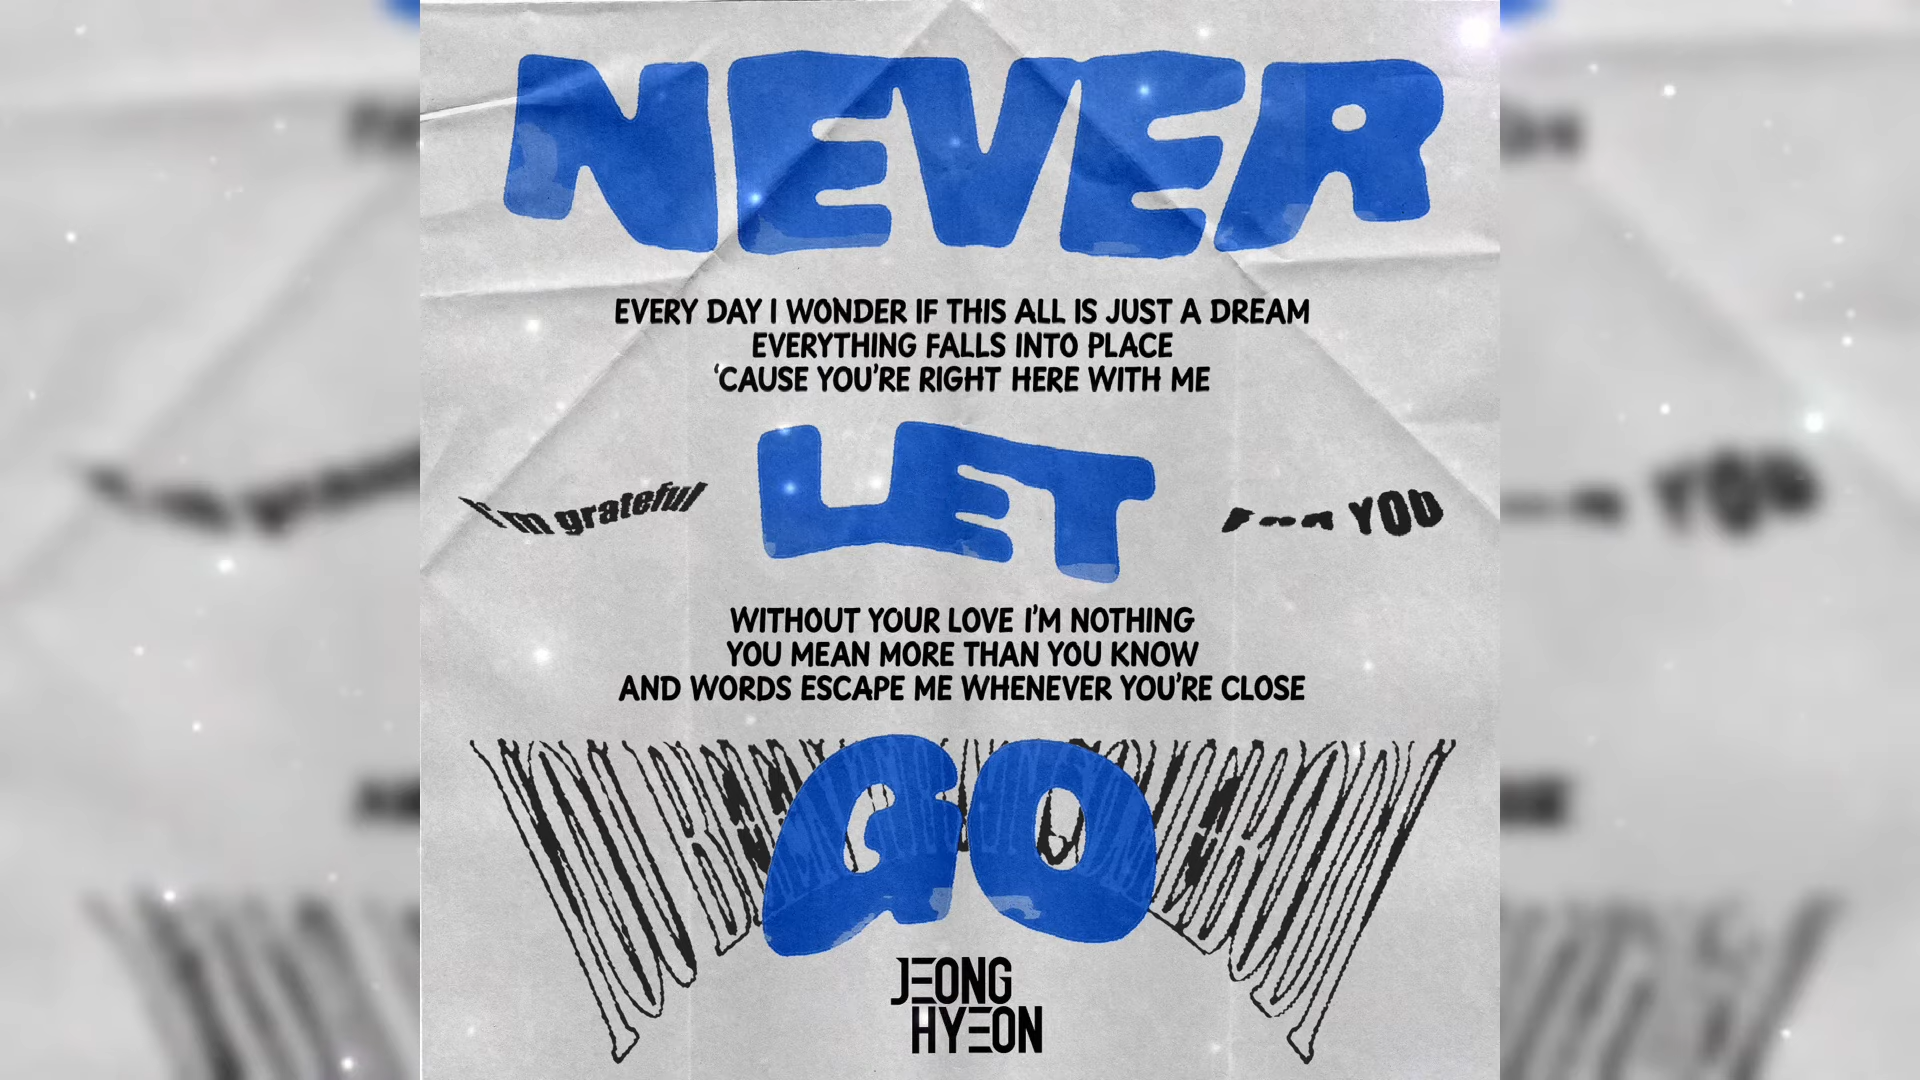 NEVER
EVERY DAY I WONDER IF THIS ALL IS JUST A DREAM
EVERYTHING FALLS INTO PLACE
‘CAUSE YOU’RE RIGHT HERE WITH ME
LET
I'm grateful
For YOU
WITHOUT YOUR LOVE I’M NOTHING
YOU MEAN MORE THAN YOU KNOW
AND WORDS ESCAPE ME WHENEVER YOU’RE CLOSE
GO
JEONG
HYEON